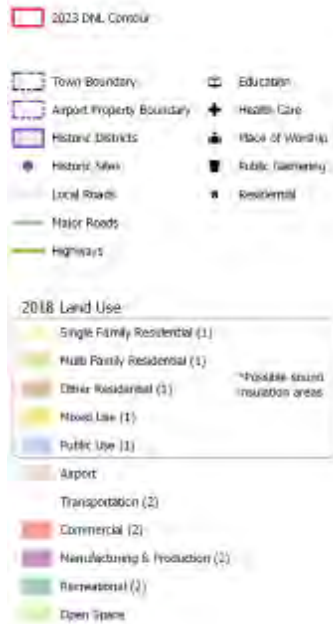 2023 DNL Contour
Town Boundary
Airport Property Boundary
Historic Districts
Historic Sites
Local Roads
Major Roads
Highways
Education
Health Care
Place of Worship
Public Gathering
Residential
2018 Land Use
Single Family Residential (1)
Multi Family Residential (1)
Other Residential (1)
Mixed Use (1)
Public Use (1)
*Possible sound
insulation areas
Airport
Transportation (2)
Commercial (2)
Manufacturing & Production (2)
Recreational (2)
Open Space